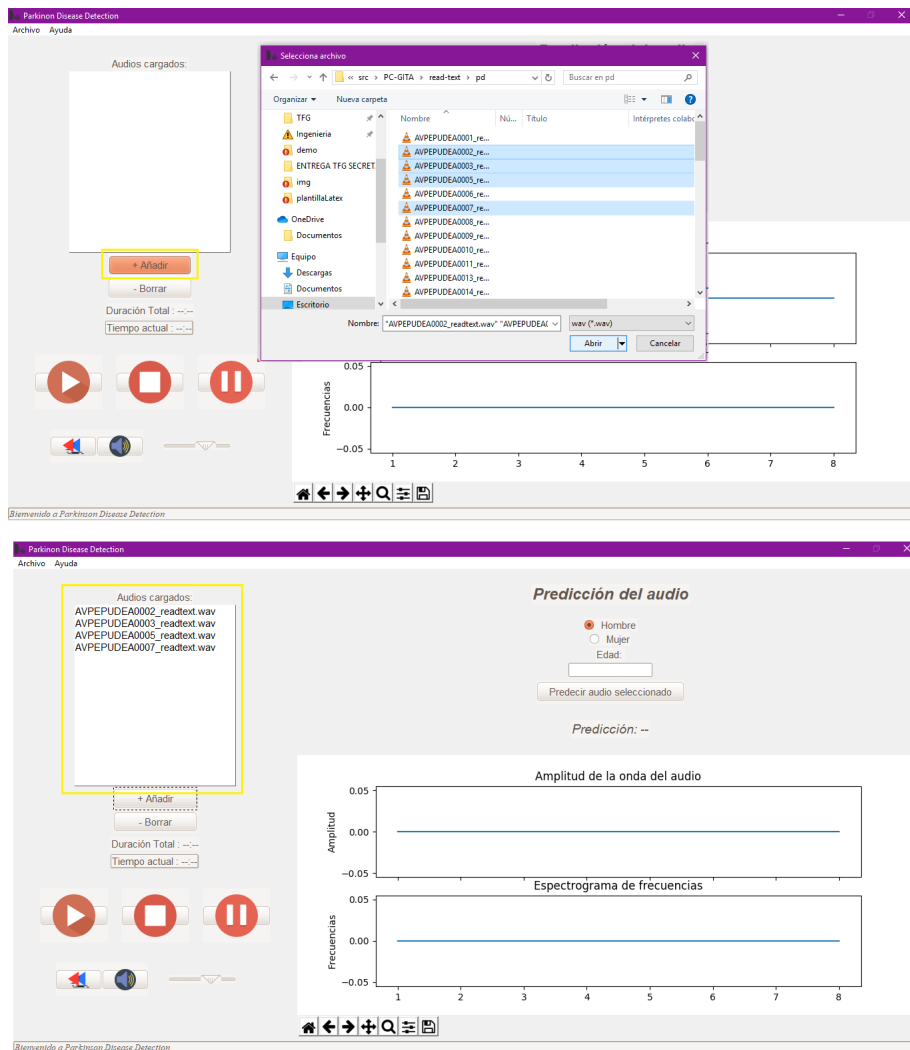 Parkinon Disease Detection
Archivo Ayuda
Audios cargados:
+ Añadir
- Borrar
Duración Total : --:--
Tiempo actual : --:--
Selecciona archivo
« src › PC-GITA › read-text › pd
Buscar en pd
Organizar
Nueva carpeta
TFG
Ingenieria
demo
ENTREGA TFG SECRET
img
plantillaLatex
OneDrive
Documentos
Equipo
Descargas
Documentos
Escritorio
Nombre Nú... Título Intérpretes colabc
AVPEPUDEA0001_re...
AVPEPUDEA0002_re...
AVPEPUDEA0003_re...
AVPEPUDEA0005_re...
AVPEPUDEA0006_re...
AVPEPUDEA0007_re...
AVPEPUDEA0008_re...
AVPEPUDEA0009_re...
AVPEPUDEA0010_re...
AVPEPUDEA0011_re...
AVPEPUDEA0013_re...
AVPEPUDEA0014_re...
Nombre: "AVPEPUDEA0002_readtext.wav" "AVPEPUDEA(
wav (*.wav)
Abrir Cancelar
0.05
Frecuencias
0.00
−0.05
1 2 3 4 5 6 7 8
Bienvenido a Parkinson Disease Detection
Parkinon Disease Detection
Archivo Ayuda
Audios cargados:
AVPEPUDEA0002_readtext.wav
AVPEPUDEA0003_readtext.wav
AVPEPUDEA0005_readtext.wav
AVPEPUDEA0007_readtext.wav
+ Añadir
- Borrar
Duración Total : --:--
Tiempo actual : --:--
Predicción del audio
Hombre
Mujer
Edad:
Predecir audio seleccionado
Predicción: --
Amplitud de la onda del audio
0.05
Amplitud
0.00
−0.05
Espectrograma de frecuencias
0.05
Frecuencias
0.00
−0.05
1 2 3 4 5 6 7 8
Bienvenido a Parkinson Disease Detection